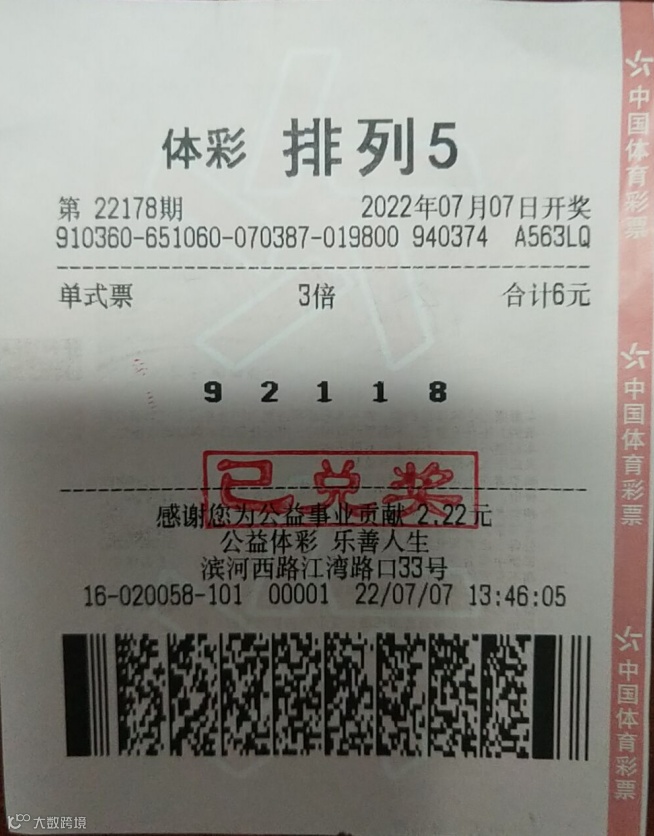 体彩 排列5
第 22178期 2022年07月07日开奖
910360-651060-070387-019800 940374 A563LQ
单式票 3倍 合计6元
9 2 1 1 8
已兑奖
感谢您为公益事业贡献 2.22元
公益体彩 乐善人生
滨河西路江湾路口33号
16-020058-101 00001 22/07/07 13:46:05
中国体育彩票
中国体育彩票
中国体育彩票
大数跨境